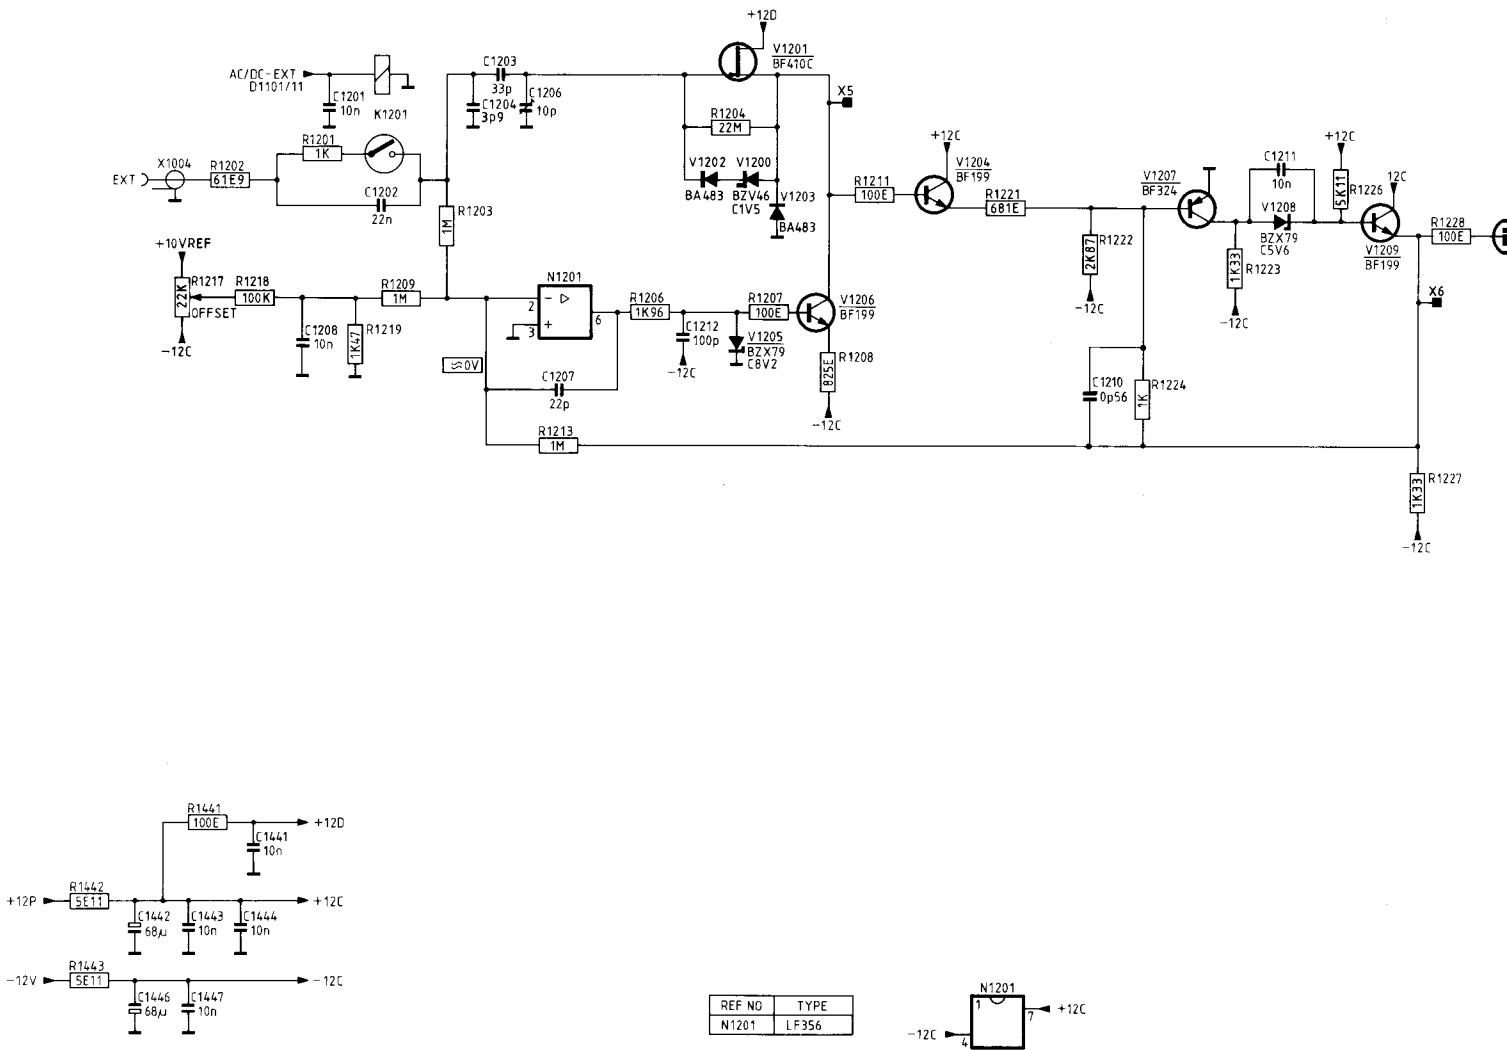 +12D
V1201
BF410C
AC/DC-EXT
D1101/11
C1201
10n
K1201
C1203
33p
C1204
3p9
C1206
10p
X5
R1204
22M
V1202
BA483
V1200
BZV46
C1V5
V1203
BA483
EXT
X1004
R1202
61E9
R1201
1K
C1202
22n
R1203
1M
R1211
100E
+12C
V1204
BF199
R1221
681E
V1207
BF324
C1211
10n
V1208
BZX79
C5V6
+12C
5K11
R1226
12C
V1209
BF199
R1228
100E
R1222
2K87
-12C
R1223
1K33
-12C
X6
+10VREF
R1217
22K
OFFSET
-12C
R1218
100K
C1208
10n
R1219
1K47
R1209
1M
N1201
-
+
2
3
6
≈0V
C1207
22p
R1206
1K96
C1212
100p
-12C
V1205
BZX79
C8V2
R1207
100E
V1206
BF199
R1208
825E
-12C
R1213
1M
C1210
0p56
R1224
1K
R1227
1K33
-12C
R1441
100E
+12D
C1441
10n
+12P
R1442
5E11
+12C
C1442
68µ
C1443
10n
C1444
10n
-12V
R1443
5E11
-12C
C1446
68µ
C1447
10n
REF NO TYPE
N1201 LF356
N1201
1
7
+12C
-12C
4